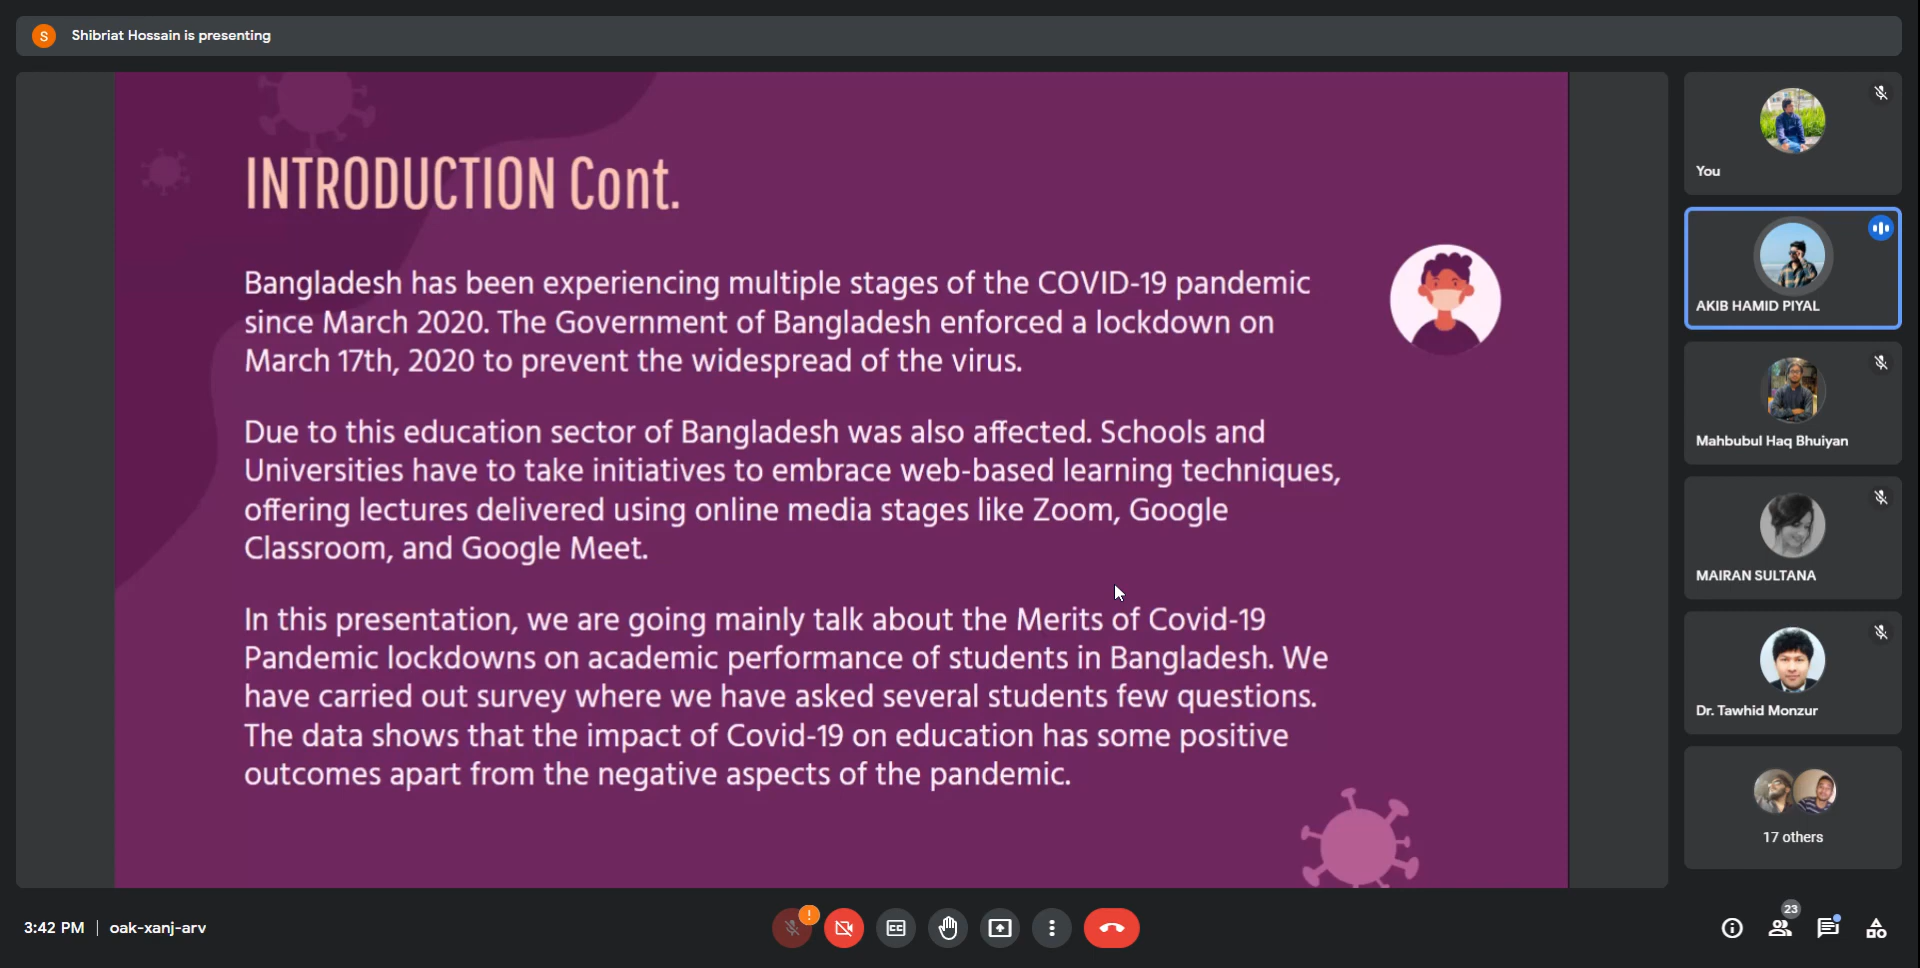 S
Shibriat Hossain is presenting
INTRODUCTION Cont.
Bangladesh has been experiencing multiple stages of the COVID-19 pandemic
since March 2020. The Government of Bangladesh enforced a lockdown on
March 17th, 2020 to prevent the widespread of the virus.
Due to this education sector of Bangladesh was also affected. Schools and
Universities have to take initiatives to embrace web-based learning techniques,
offering lectures delivered using online media stages like Zoom, Google
Classroom, and Google Meet.
In this presentation, we are going mainly talk about the Merits of Covid-19
Pandemic lockdowns on academic performance of students in Bangladesh. We
have carried out survey where we have asked several students few questions.
The data shows that the impact of Covid-19 on education has some positive
outcomes apart from the negative aspects of the pandemic.
You
AKIB HAMID PIYAL
Mahbubul Haq Bhuiyan
MAIRAN SULTANA
Dr. Tawhid Monzur
17 others
3:42 PM | oak-xanj-arv
!
CC
23